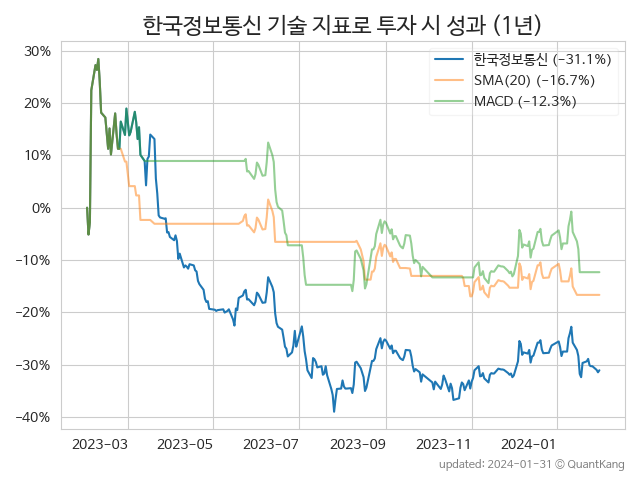 한국정보통신 기술 지표로 투자 시 성과 (1년)
한국정보통신 (−31.1%)
SMA(20) (−16.7%)
MACD (−12.3%)
30%
20%
10%
0%
−10%
−20%
−30%
−40%
2023-03
2023-05
2023-07
2023-09
2023-11
2024-01
updated: 2024-01-31 © QuantKang